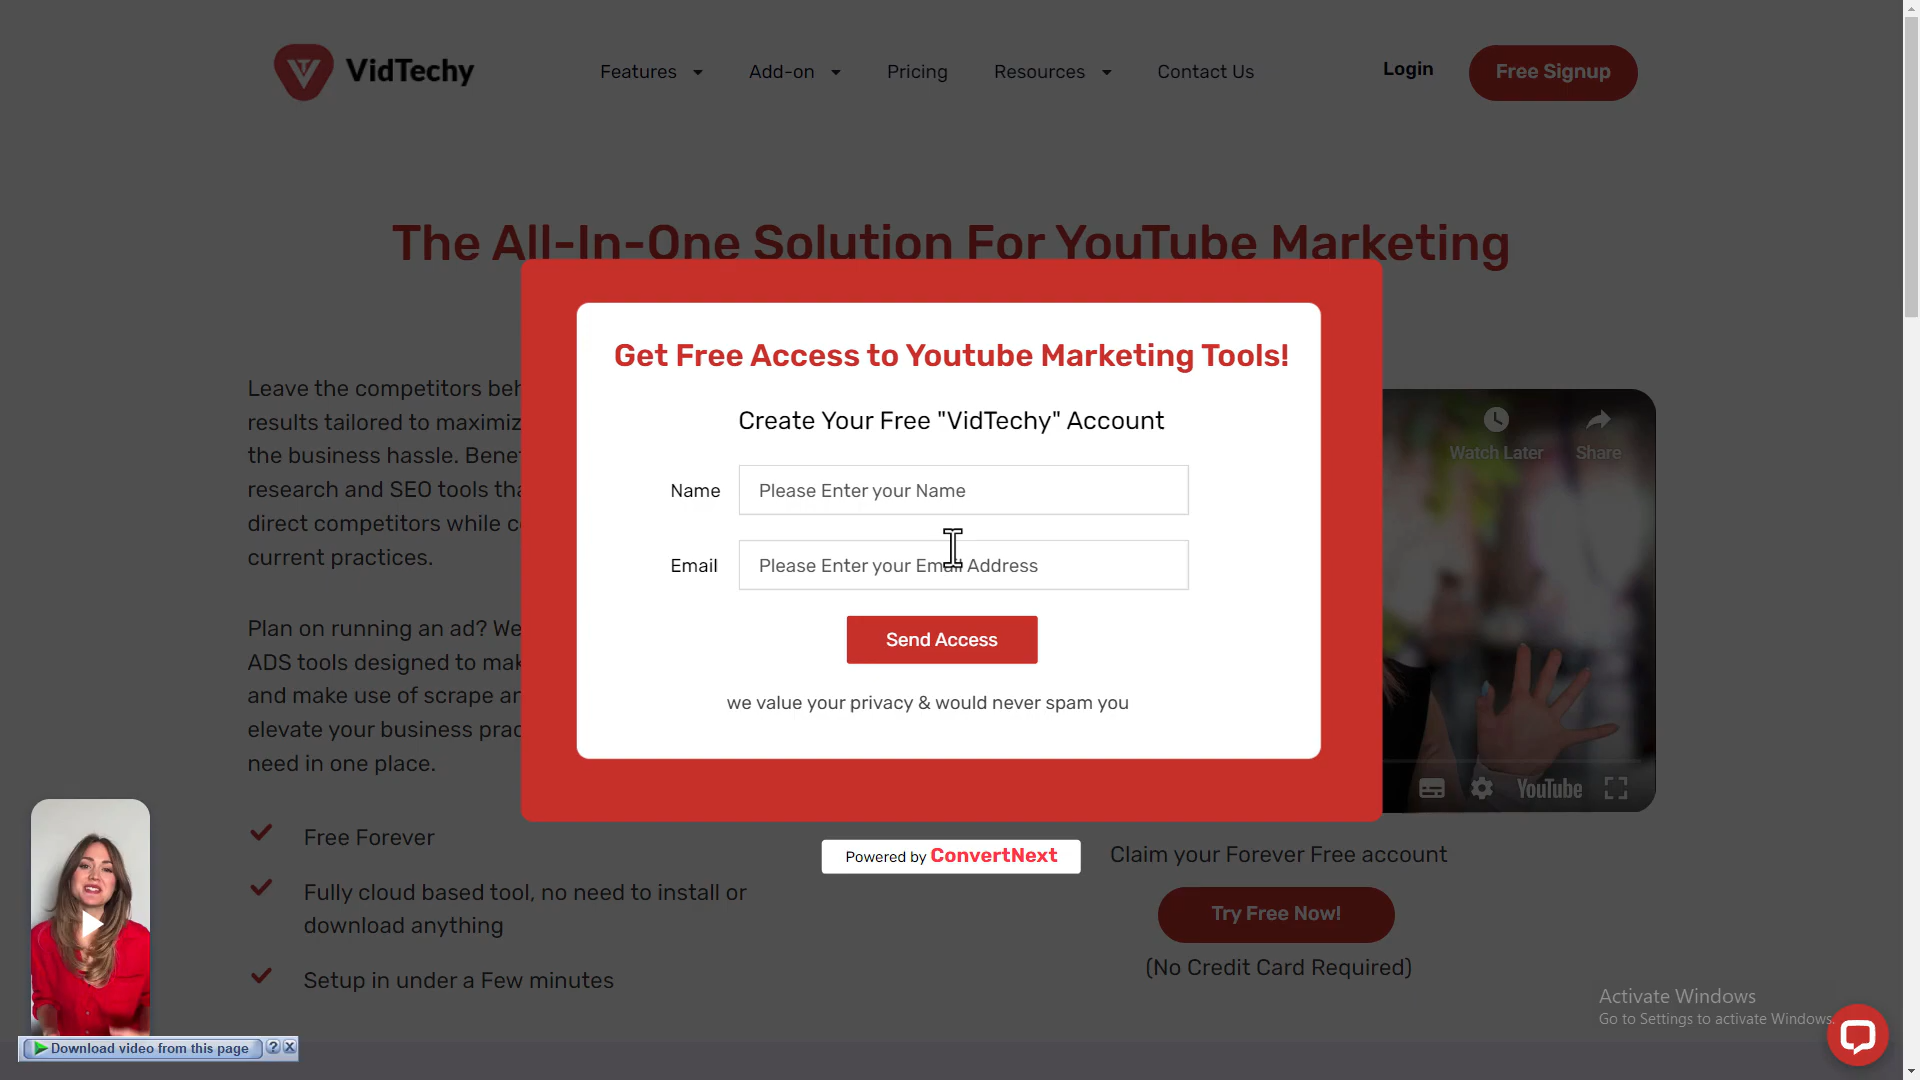 VidTechy
Features
Add-on
Pricing
Resources
Contact Us
Login
Free Signup
The All-In-One Solution For YouTube Marketing
Get Free Access to Youtube Marketing Tools!
Create Your Free "VidTechy" Account
Name
Please Enter your Name
Email
Please Enter your Email Address
Send Access
we value your privacy & would never spam you
Powered by ConvertNext
Leave the competitors
results tailored to
the business hassle.
research and SEO tools
direct competitors while
current practices.
Plan on running an ad? We
ADS tools designed to
and make use of scrape
elevate your business
need in one place.
Free Forever
Fully cloud based tool, no need to install or
download anything
Setup in under a Few minutes
Watch Later
Share
YouTube
Claim your Forever Free account
Try Free Now!
(No Credit Card Required)
Activate Windows
Go to Settings to activate Windows.
Download video from this page
? X